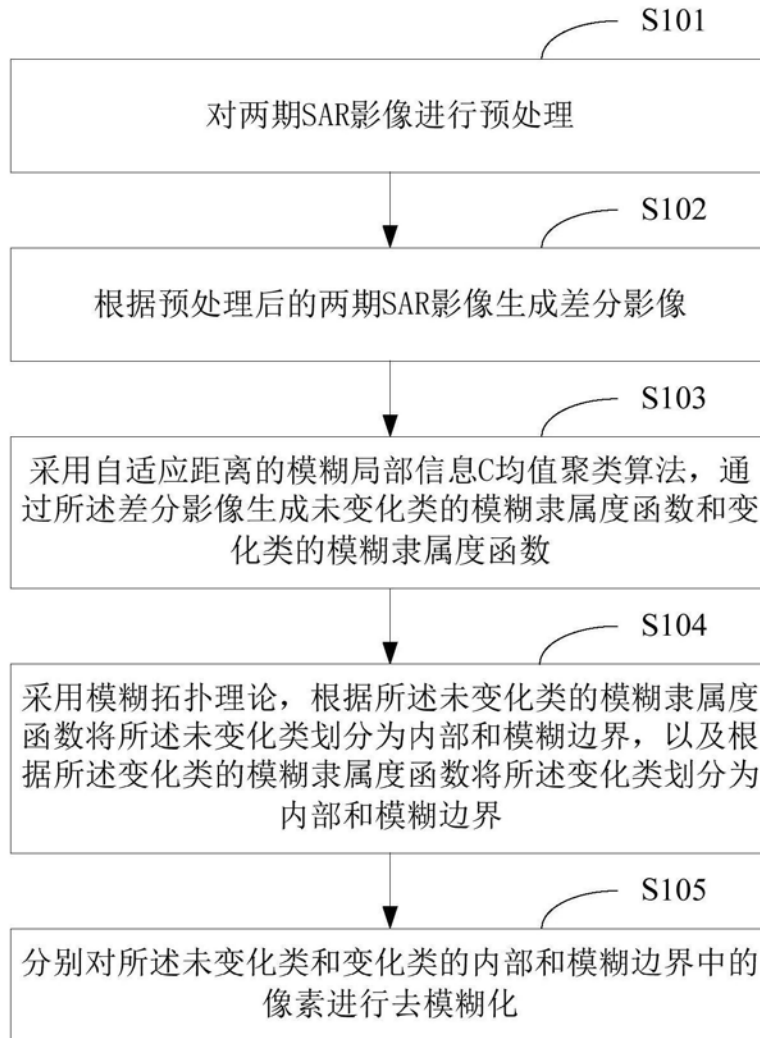 S101
对两期SAR影像进行预处理
S102
根据预处理后的两期SAR影像生成差分影像
S103
采用自适应距离的模糊局部信息C均值聚类算法，通
过所述差分影像生成未变化类的模糊隶属度函数和变
化类的模糊隶属度函数
S104
采用模糊拓扑理论，根据所述未变化类的模糊隶属度
函数将所述未变化类划分为内部和模糊边界，以及根
据所述变化类的模糊隶属度函数将所述变化类划分为
内部和模糊边界
S105
分别对所述未变化类和变化类的内部和模糊边界中的
像素进行去模糊化